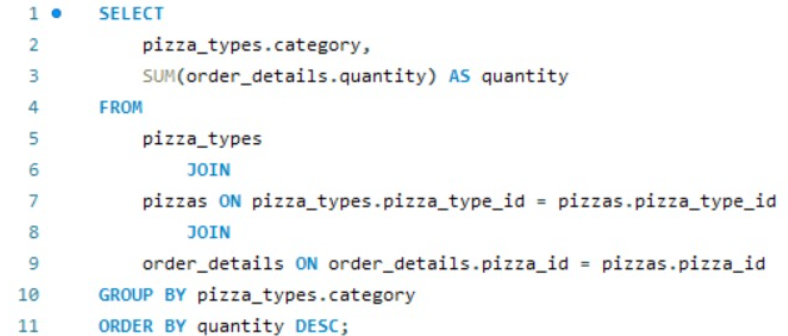 1 SELECT
2 pizza_types.category,
3 SUM(order_details.quantity) AS quantity
4 FROM
5 pizza_types
6 JOIN
7 pizzas ON pizza_types.pizza_type_id = pizzas.pizza_type_id
8 JOIN
9 order_details ON order_details.pizza_id = pizzas.pizza_id
10 GROUP BY pizza_types.category
11 ORDER BY quantity DESC;